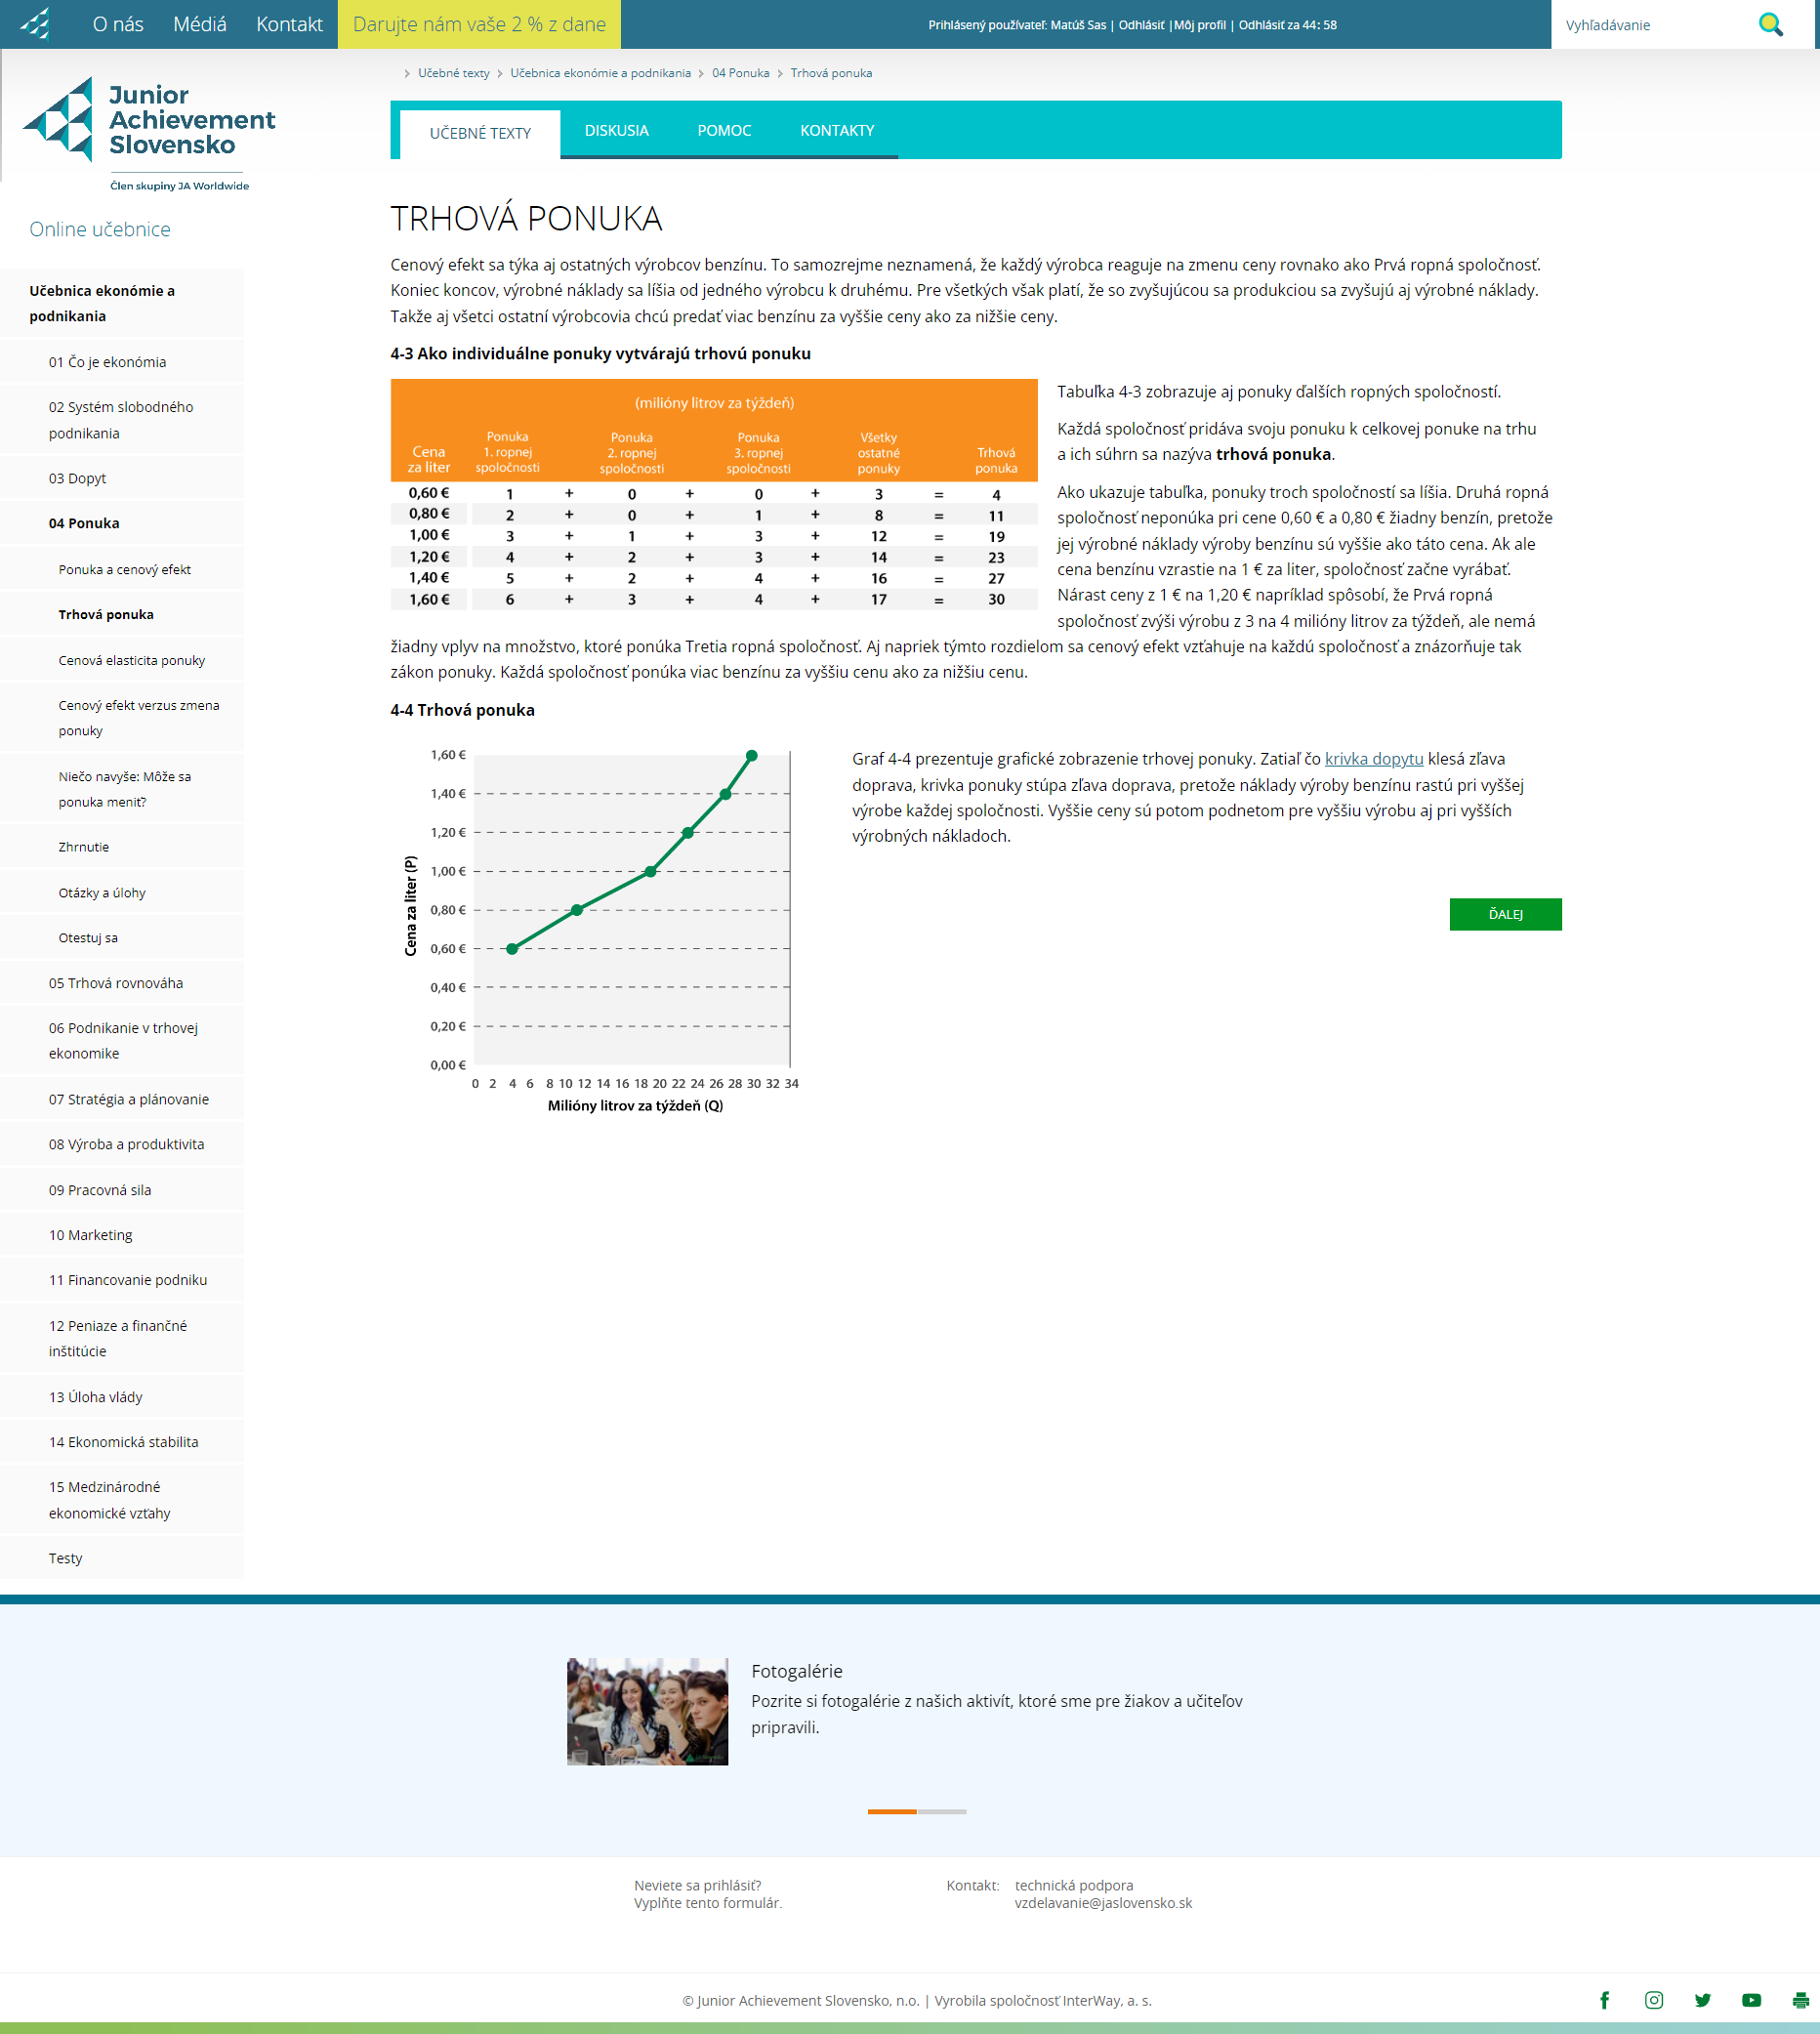 O nás Médiá Kontakt Darujte nám vaše 2 % z dane Prihlásený používateľ: Matúš Sas | Odhlásiť |Môj profil | Odhlásiť za 44: 58 Vyhľadávanie
Junior
Achievement
Slovensko
Člen skupiny JA Worldwide
Učebné texty Učebnica ekonómie a podnikania 04 Ponuka Trhová ponuka
UČEBNÉ TEXTY DISKUSIA POMOC KONTAKTY
Online učebnice
Učebnica ekonómie a
podnikania
01 Čo je ekonómia
02 Systém slobodného
podnikania
03 Dopyt
04 Ponuka
Ponuka a cenový efekt
Trhová ponuka
Cenová elasticita ponuky
Cenový efekt verzus zmena
ponuky
Niečo navyše: Môže sa
ponuka meniť?
Zhrnutie
Otázky a úlohy
Otestuj sa
05 Trhová rovnováha
06 Podnikanie v trhovej
ekonomike
07 Stratégia a plánovanie
08 Výroba a produktivita
09 Pracovná sila
10 Marketing
11 Financovanie podniku
12 Peniaze a finančné
inštitúcie
13 Úloha vlády
14 Ekonomická stabilita
15 Medzinárodné
ekonomické vzťahy
Testy
TRHOVÁ PONUKA
Cenový efekt sa týka aj ostatných výrobcov benzínu. To samozrejme neznamená, že každý výrobca reaguje na zmenu ceny rovnako ako Prvá ropná spoločnosť.
Koniec koncov, výrobné náklady sa líšia od jedného výrobcu k druhému. Pre všetkých však platí, že so zvyšujúcou sa produkciou sa zvyšujú aj výrobné náklady.
Takže aj všetci ostatní výrobcovia chcú predať viac benzínu za vyššie ceny ako za nižšie ceny.
4-3 Ako individuálne ponuky vytvárajú trhovú ponuku
(milióny litrov za týždeň)
Cena
za liter
Ponuka
1. ropnej
spoločnosti
Ponuka
2. ropnej
spoločnosti
Ponuka
3. ropnej
spoločnosti
Všetky
ostatné
ponuky
Trhová
ponuka
0,60 € 1 + 0 + 0 + 3 = 4
0,80 € 2 + 0 + 1 + 8 = 11
1,00 € 3 + 1 + 3 + 12 = 19
1,20 € 4 + 2 + 3 + 14 = 23
1,40 € 5 + 2 + 4 + 16 = 27
1,60 € 6 + 3 + 4 + 17 = 30
Tabuľka 4-3 zobrazuje aj ponuky ďalších ropných spoločností.
Každá spoločnosť pridáva svoju ponuku k celkovej ponuke na trhu
a ich súhrn sa nazýva trhová ponuka.
Ako ukazuje tabuľka, ponuky troch spoločností sa líšia. Druhá ropná
spoločnosť neponúka pri cene 0,60 € a 0,80 € žiadny benzín, pretože
jej výrobné náklady výroby benzínu sú vyššie ako táto cena. Ak ale
cena benzínu vzrastie na 1 € za liter, spoločnosť začne vyrábať.
Nárast ceny z 1 € na 1,20 € napríklad spôsobí, že Prvá ropná
spoločnosť zvýši výrobu z 3 na 4 milióny litrov za týždeň, ale nemá
žiadny vplyv na množstvo, ktoré ponúka Tretia ropná spoločnosť. Aj napriek týmto rozdielom sa cenový efekt vzťahuje na každú spoločnosť a znázorňuje tak
zákon ponuky. Každá spoločnosť ponúka viac benzínu za vyššiu cenu ako za nižšiu cenu.
4-4 Trhová ponuka
Cena za liter (P)
1,60 €
1,40 €
1,20 €
1,00 €
0,80 €
0,60 €
0,40 €
0,20 €
0,00 €
0 2 4 6 8 10 12 14 16 18 20 22 24 26 28 30 32 34
Milióny litrov za týždeň (Q)
Graf 4-4 prezentuje grafické zobrazenie trhovej ponuky. Zatiaľ čo krivka dopytu klesá zľava
doprava, krivka ponuky stúpa zľava doprava, pretože náklady výroby benzínu rastú pri vyššej
výrobe každej spoločnosti. Vyššie ceny sú potom podnetom pre vyššiu výrobu aj pri vyšších
výrobných nákladoch.
ĎALEJ
Fotogalérie
Pozrite si fotogalérie z našich aktivít, ktoré sme pre žiakov a učiteľov
pripravili.
Neviete sa prihlásiť?
Vyplňte tento formulár.
Kontakt: technická podpora
vzdelavanie@jaslovensko.sk
© Junior Achievement Slovensko, n.o. | Vyrobila spoločnosť InterWay, a. s.